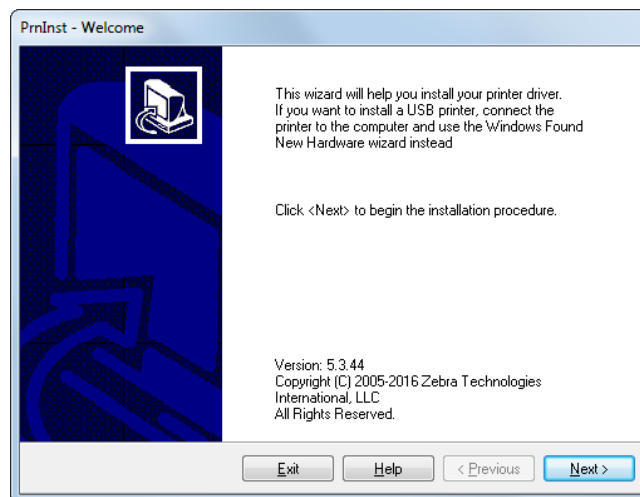 PrnInst - Welcome
This wizard will help you install your printer driver.
If you want to install a USB printer, connect the
printer to the computer and use the Windows Found
New Hardware wizard instead
Click <Next> to begin the installation procedure.
Version: 5.3.44
Copyright (C) 2005-2016 Zebra Technologies
International, LLC
All Rights Reserved.
Exit Help < Previous Next >